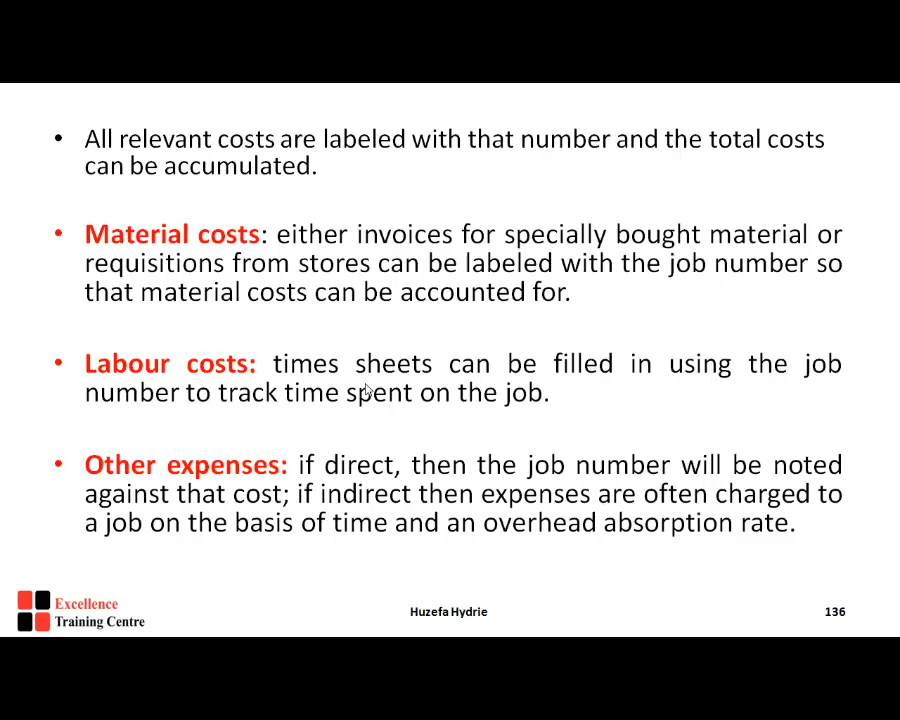 • All relevant costs are labeled with that number and the total costs
can be accumulated.
• Material costs: either invoices for specially bought material or
requisitions from stores can be labeled with the job number so
that material costs can be accounted for.
• Labour costs: times sheets can be filled in using the job
number to track time spent on the job.
• Other expenses: if direct, then the job number will be noted
against that cost; if indirect then expenses are often charged to
a job on the basis of time and an overhead absorption rate.
Excellence
Training Centre
Huzefa Hydrie
136